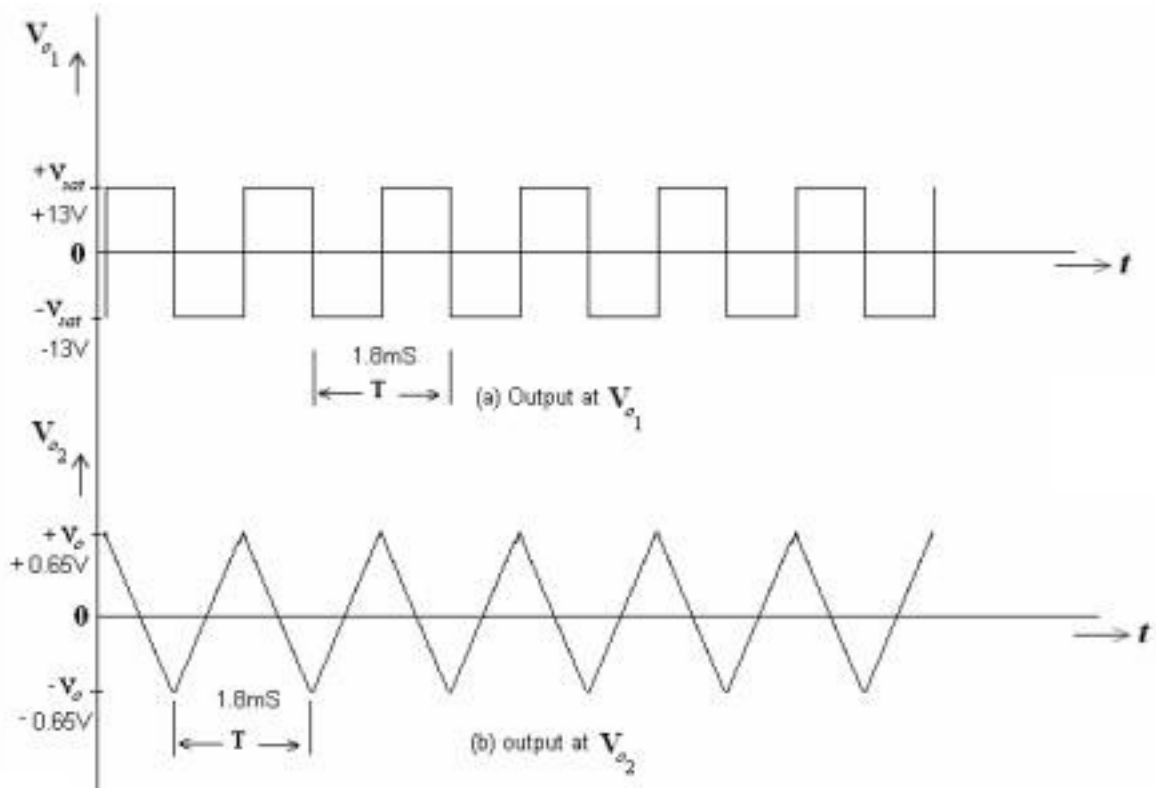 Vo1
+Vsat
+13V
0
t
-Vsat
-13V
1.8mS
T
(a) Output at Vo1
Vo2
+Vo
+0.65V
0
t
-Vo
-0.65V
1.8mS
T
(b) output at Vo2